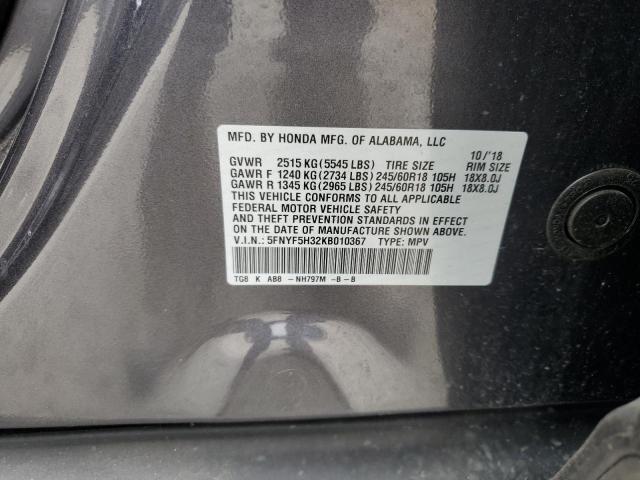 MFD. BY HONDA MFG. OF ALABAMA, LLC
10/'18
GVWR 2515 KG (5545 LBS) TIRE SIZE RIM SIZE
GAWR F 1240 KG (2734 LBS) 245/60R18 105H 18X8.0J
GAWR R 1345 KG (2965 LBS) 245/60R18 105H 18X8.0J
THIS VEHICLE CONFORMS TO ALL APPLICABLE
FEDERAL MOTOR VEHICLE SAFETY
AND THEFT PREVENTION STANDARDS IN EFFECT
ON THE DATE OF MANUFACTURE SHOWN ABOVE.
V.I.N.: 5FNYF5H32KB010367 TYPE: MPV
TG8 K AB8 -NH797M -B -B